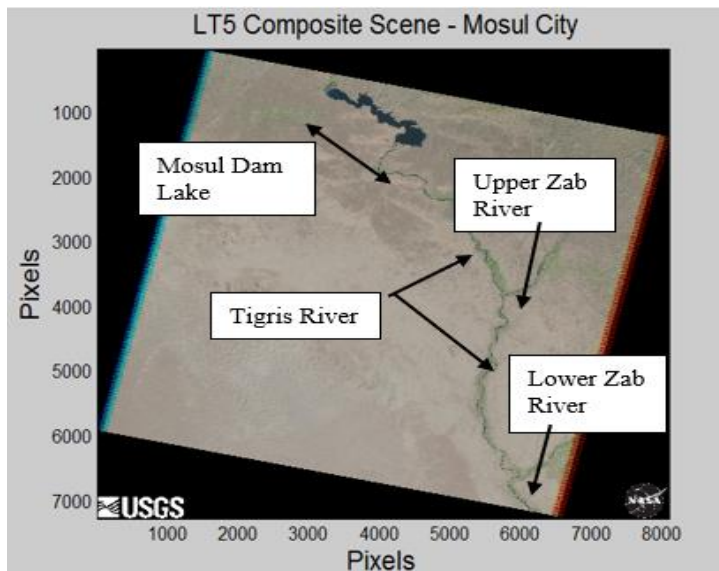 LT5 Composite Scene - Mosul City
Pixels
1000
2000
3000
4000
5000
6000
7000
Mosul Dam
Lake
Upper Zab
River
Tigris River
Lower Zab
River
USGS
NASA
1000 2000 3000 4000 5000 6000 7000 8000
Pixels